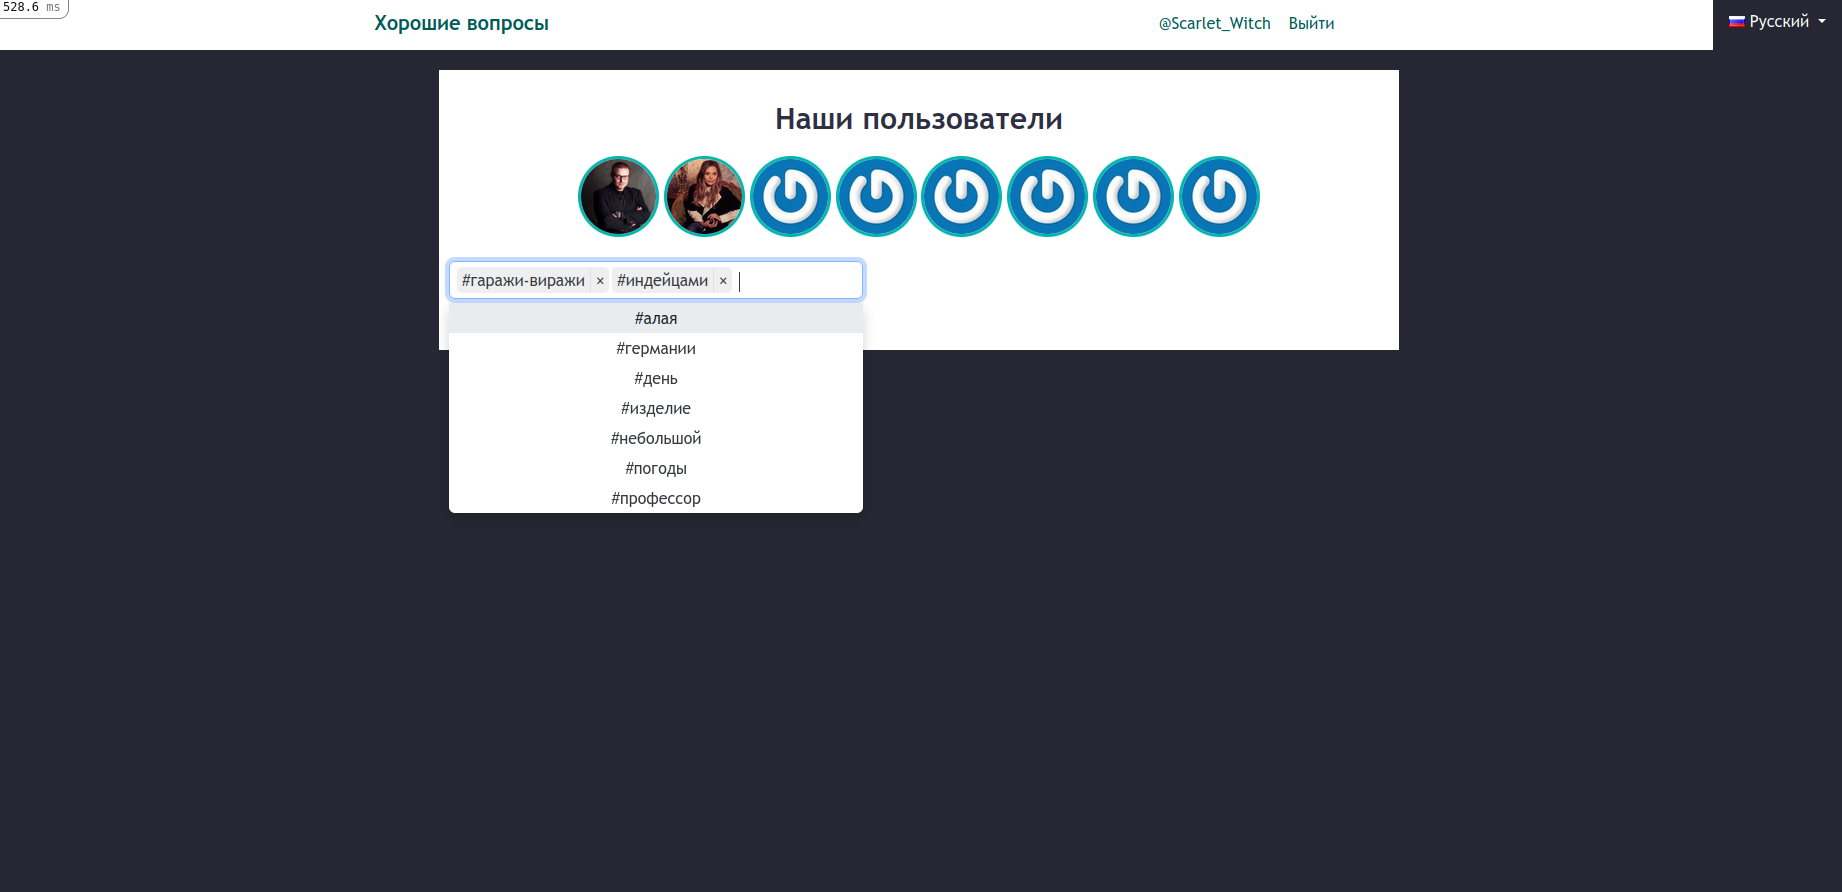 528.6 ms
Хорошие вопросы
@Scarlet_Witch Выйти
Русский
Наши пользователи
#гаражи-виражи × #индейцами ×
#алая
#германии
#день
#изделие
#небольшой
#погоды
#профессор